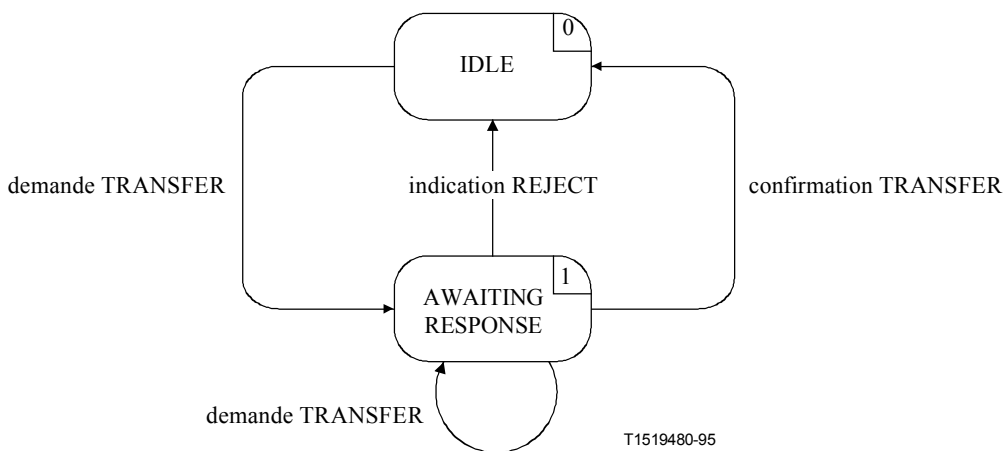 0
IDLE
demande TRANSFER
indication REJECT
confirmation TRANSFER
1
AWAITING
RESPONSE
demande TRANSFER
T1519480-95